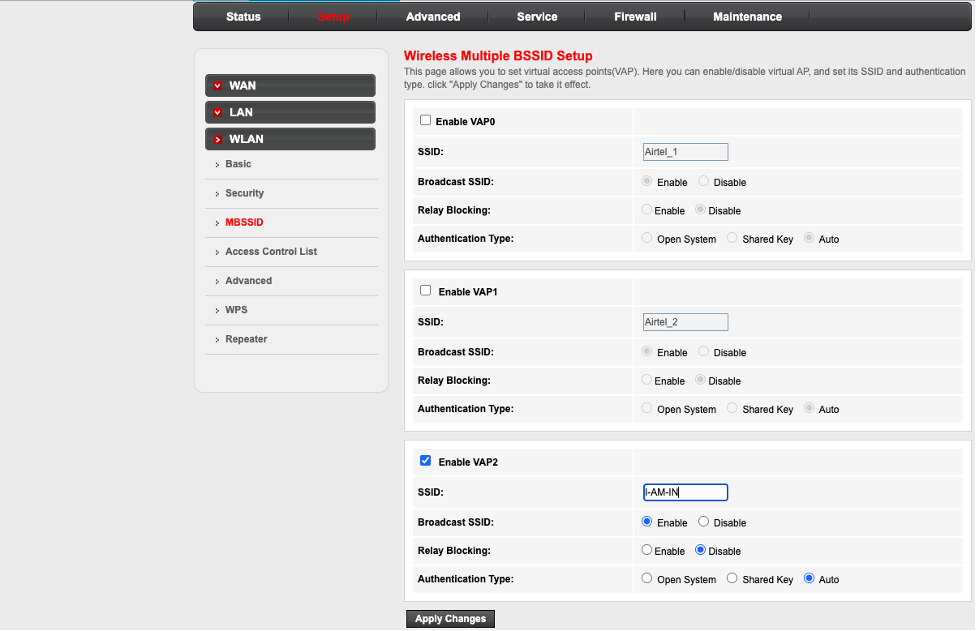 Status Setup Advanced Service Firewall Maintenance
WAN
LAN
WLAN
Basic
Security
MBSSID
Access Control List
Advanced
WPS
Repeater
Wireless Multiple BSSID Setup
This page allows you to set virtual access points(VAP). Here you can enable/disable virtual AP, and set its SSID and authentication
type. click "Apply Changes" to take it effect.
Enable VAP0
SSID: Airtel_1
Broadcast SSID: Enable Disable
Relay Blocking: Enable Disable
Authentication Type: Open System Shared Key Auto
Enable VAP1
SSID: Airtel_2
Broadcast SSID: Enable Disable
Relay Blocking: Enable Disable
Authentication Type: Open System Shared Key Auto
Enable VAP2
SSID: I-AM-IN
Broadcast SSID: Enable Disable
Relay Blocking: Enable Disable
Authentication Type: Open System Shared Key Auto
Apply Changes